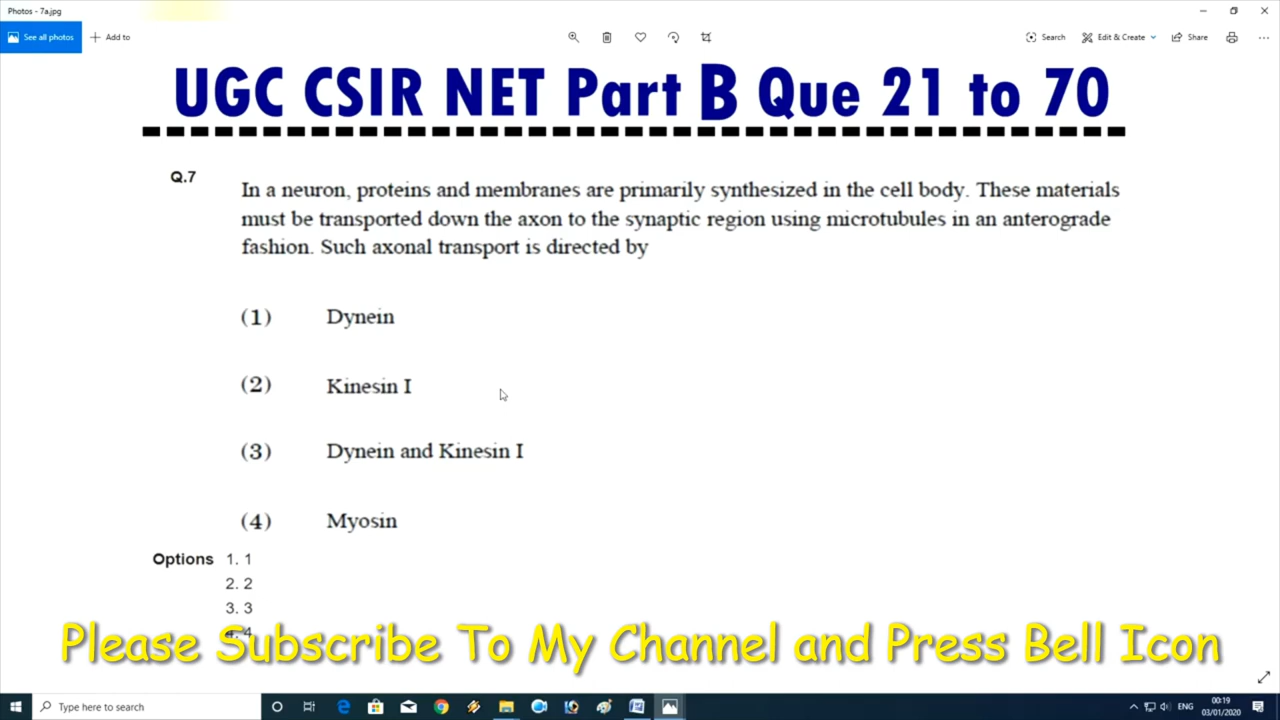 Photos - 7a.jpg
See all photos
Add to
Search
Edit & Create
Share
UGC CSIR NET Part B Que 21 to 70
Q.7
In a neuron, proteins and membranes are primarily synthesized in the cell body. These materials
must be transported down the axon to the synaptic region using microtubules in an anterograde
fashion. Such axonal transport is directed by
(1) Dynein
(2) Kinesin I
(3) Dynein and Kinesin I
(4) Myosin
Options 1. 1
2. 2
3. 3
4. 4
Please Subscribe To My Channel and Press Bell Icon
Type here to search
ENG
00:19
03/01/2020